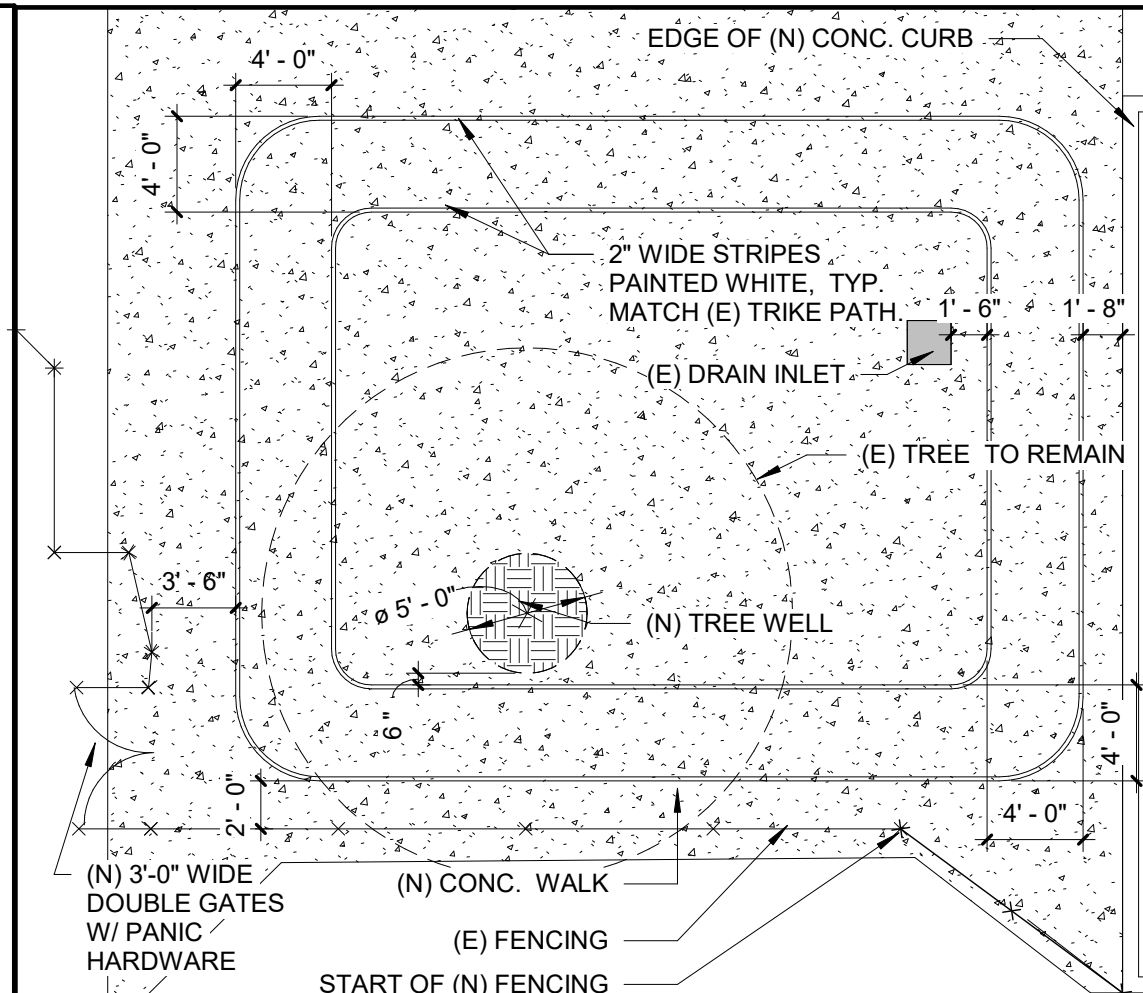 EDGE OF (N) CONC. CURB
4' - 0"
4' - 0"
2" WIDE STRIPES
PAINTED WHITE, TYP.
MATCH (E) TRIKE PATH.
1' - 6"
1' - 8"
(E) DRAIN INLET
(E) TREE TO REMAIN
3' - 6"
ø 5' - 0"
(N) TREE WELL
6"
4' - 0"
2' - 0"
4' - 0"
(N) 3'-0" WIDE
DOUBLE GATES
W/ PANIC
HARDWARE
(N) CONC. WALK
(E) FENCING
START OF (N) FENCING